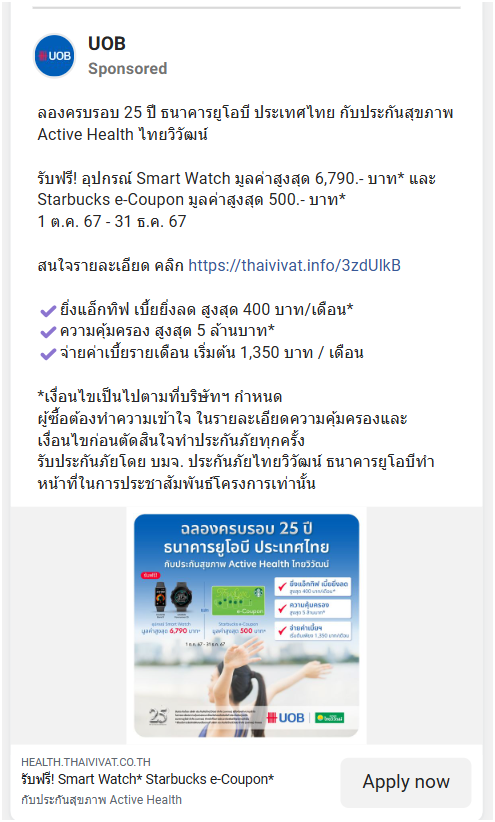 UOB
UOB
Sponsored
ลองครบรอบ 25 ปี ธนาคารยูโอบี ประเทศไทย กับประกันสุขภาพ
Active Health ไทยวิวัฒน์
รับฟรี! อุปกรณ์ Smart Watch มูลค่าสูงสุด 6,790.- บาท* และ
Starbucks e-Coupon มูลค่าสูงสุด 500.- บาท*
1 ต.ค. 67 - 31 ธ.ค. 67
สนใจรายละเอียด คลิก https://thaivivat.info/3zdUIkB
ยิ่งแอ็กทิฟ เบี้ยยิ่งลด สูงสุด 400 บาท/เดือน*
ความคุ้มครอง สูงสุด 5 ล้านบาท*
จ่ายค่าเบี้ยรายเดือน เริ่มต้น 1,350 บาท / เดือน
*เงื่อนไขเป็นไปตามที่บริษัทฯ กำหนด
ผู้ซื้อต้องทำความเข้าใจ ในรายละเอียดความคุ้มครองและ
เงื่อนไขก่อนตัดสินใจทำประกันภัยทุกครั้ง
รับประกันภัยโดย บมจ. ประกันภัยไทยวิวัฒน์ ธนาคารยูโอบีทำ
หน้าที่ในการประชาสัมพันธ์โครงการเท่านั้น
ฉลองครบรอบ 25 ปี
ธนาคารยูโอบี ประเทศไทย
กับประกันสุขภาพ Active Health ไทยวิวัฒน์
รับฟรี!
e-Coupon
อุปกรณ์ Smart Watch
มูลค่าสูงสุด 6,790 บาท*
Starbucks e-Coupon
มูลค่าสูงสุด 500 บาท*
1 ต.ค. 67 - 31 ธ.ค. 67
ยิ่งแอ็กทิฟ เบี้ยยิ่งลด
สูงสุด 400 บาท/เดือน*
ความคุ้มครอง
สูงสุด 5 ล้านบาท*
จ่ายค่าเบี้ยฯ
เริ่มต้นเพียง 1,350 บาท/เดือน
25
UOB
HEALTH.THAIVIVAT.CO.TH
รับฟรี! Smart Watch* Starbucks e-Coupon*
กับประกันสุขภาพ Active Health
Apply now